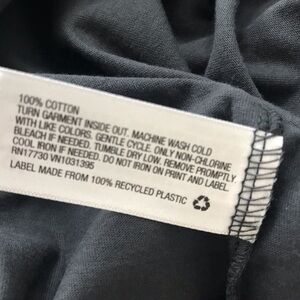 100% COTTON
TURN GARMENT INSIDE OUT. MACHINE WASH COLD
WITH LIKE COLORS. GENTLE CYCLE. ONLY NON-CHLORINE
BLEACH IF NEEDED. TUMBLE DRY LOW. REMOVE PROMPTLY.
COOL IRON IF NEEDED. DO NOT IRON ON PRINT AND LABEL.
RN17730 VN1031395
LABEL MADE FROM 100% RECYCLED PLASTIC